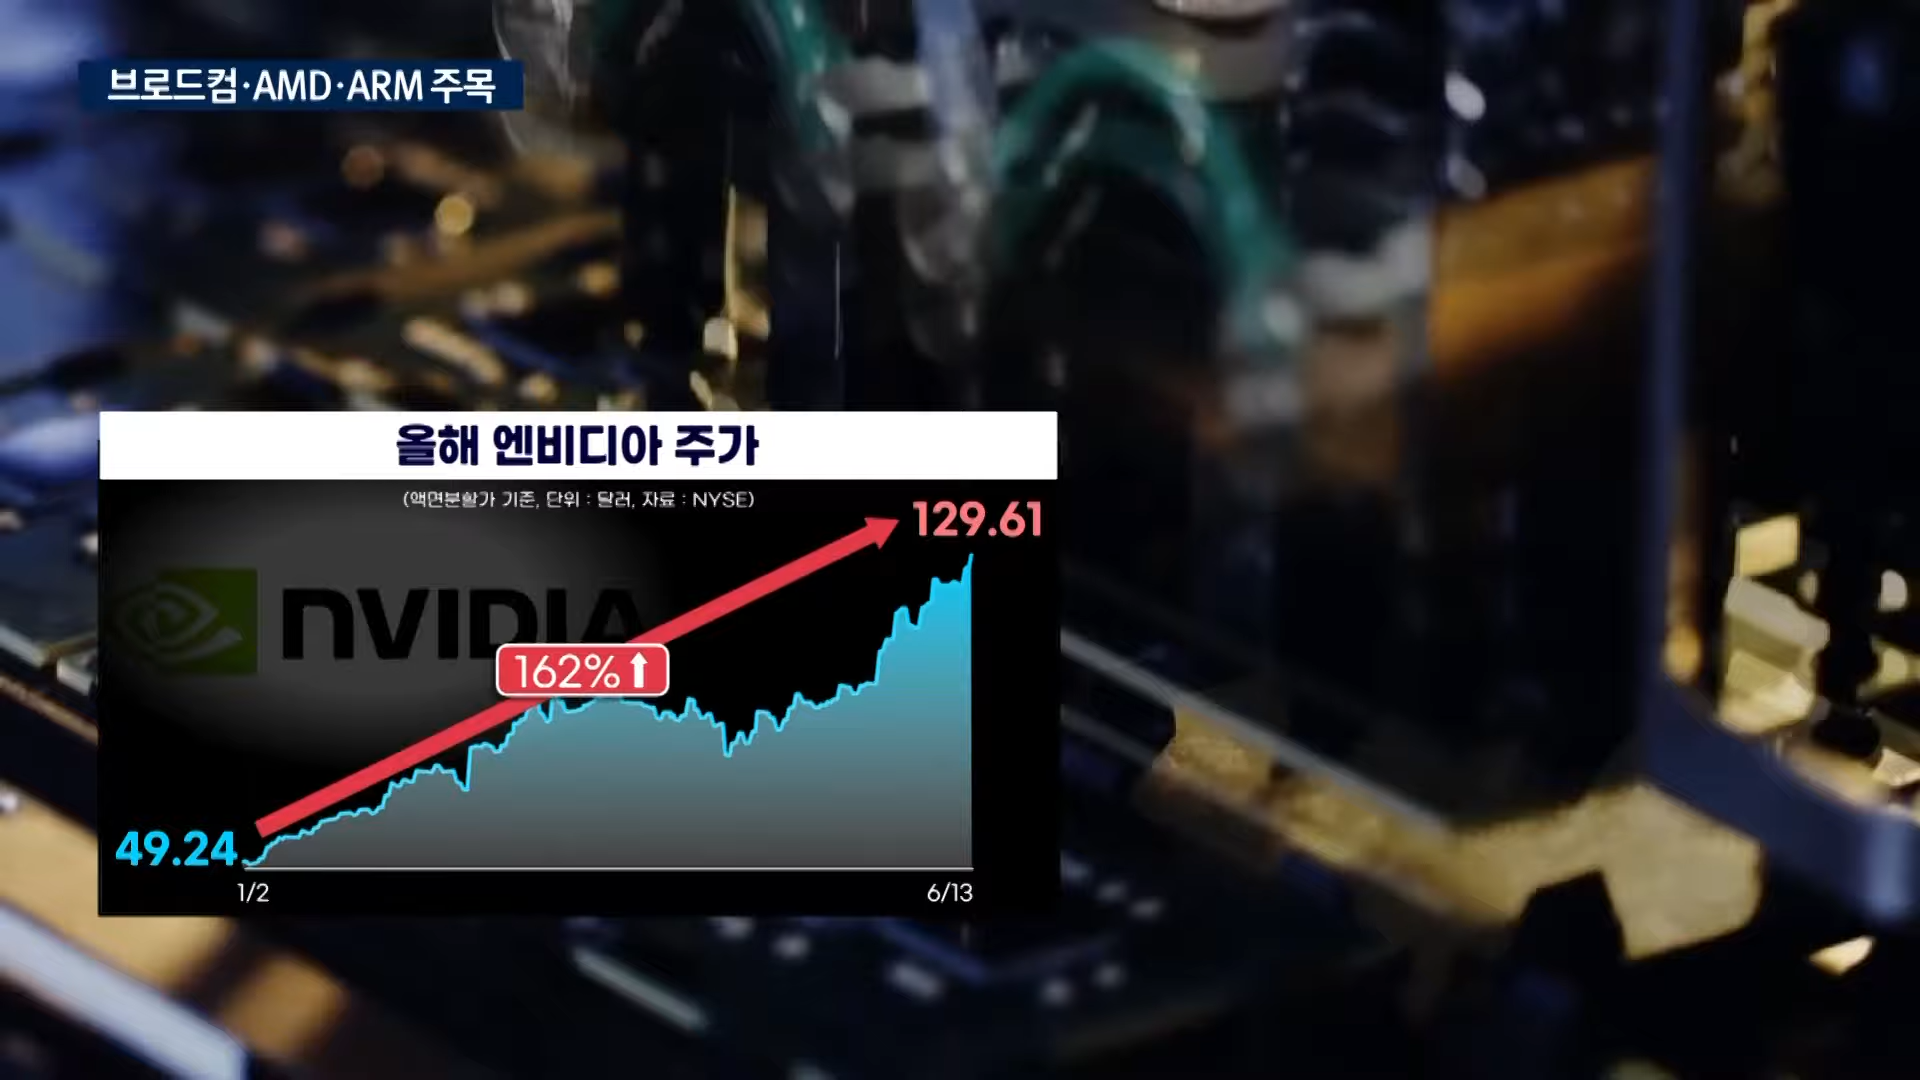 브로드컴·AMD·ARM 주목
올해 엔비디아 주가
(액면분할가 기준, 단위 : 달러, 자료 : NYSE)
129.61
NVIDIA
162%↑
49.24
1/2
6/13